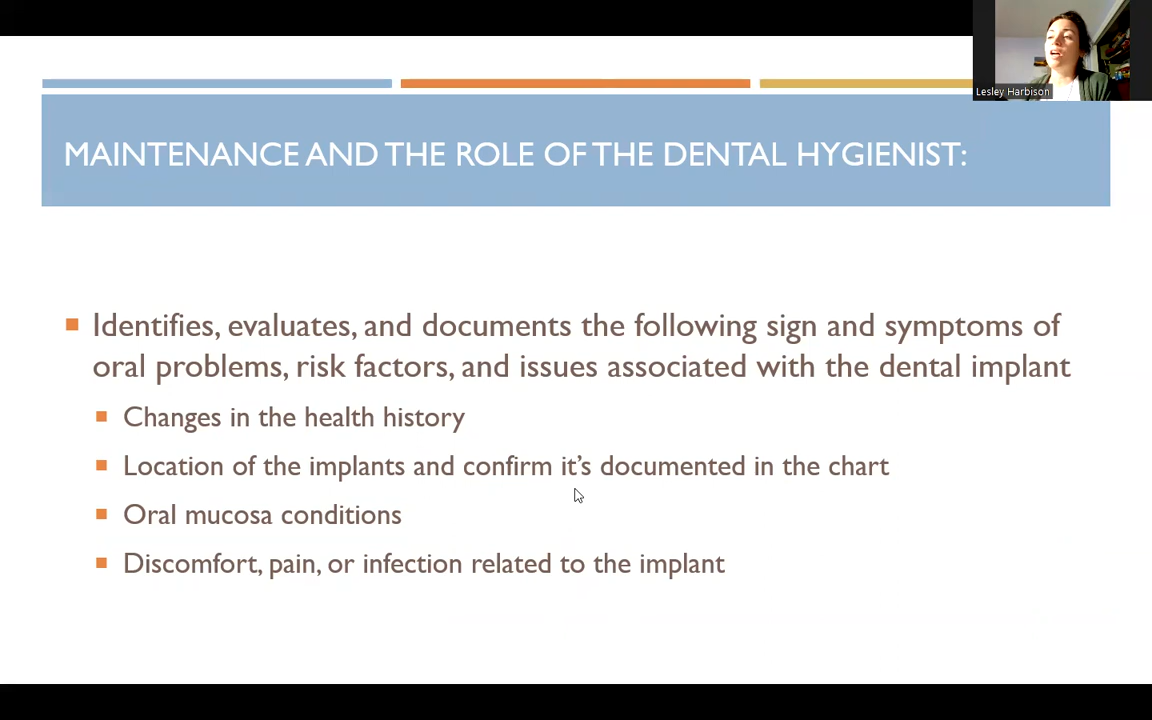 Lesley Harbison
MAINTENANCE AND THE ROLE OF THE DENTAL HYGIENIST:
Identifies, evaluates, and documents the following sign and symptoms of
oral problems, risk factors, and issues associated with the dental implant
Changes in the health history
Location of the implants and confirm it's documented in the chart
Oral mucosa conditions
Discomfort, pain, or infection related to the implant